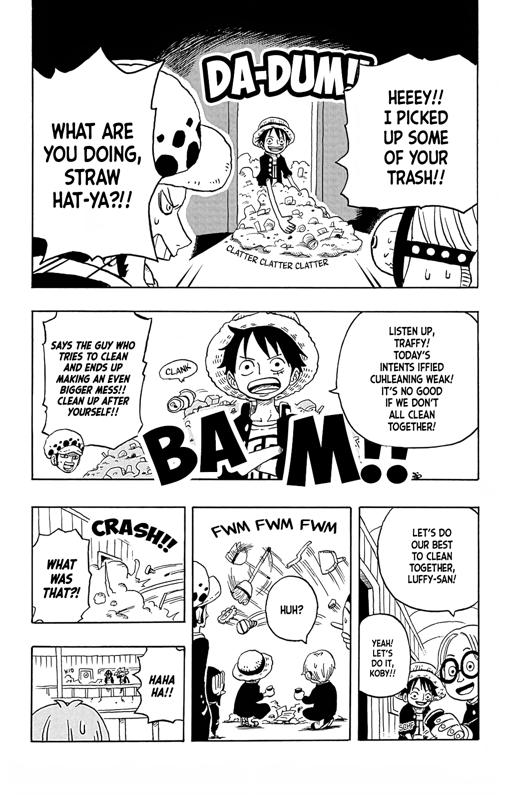 HEEEY!!
I PICKED
UP SOME
OF YOUR
TRASH!!
DA-DUM!!
WHAT ARE
YOU DOING,
STRAW
HAT-YA?!!
CLATTER CLATTER CLATTER
LISTEN UP,
TRAFFY!
TODAY'S
INTENTS IFFIED
CUHLEANING WEAK!
IT'S NO GOOD
IF WE DON'T
ALL CLEAN
TOGETHER!
CLANK
SAYS THE GUY WHO
TRIES TO CLEAN
AND ENDS UP
MAKING AN EVEN
BIGGER MESS!!
CLEAN UP AFTER
YOURSELF!!
BAM!!
LET'S DO
OUR BEST
TO CLEAN
TOGETHER,
LUFFY-SAN!
YEAH!
LET'S
DO IT,
KOBY!!
FWM FWM FWM
HUH?
CRASH!!
WHAT
WAS
THAT?!
HAHA
HA!!